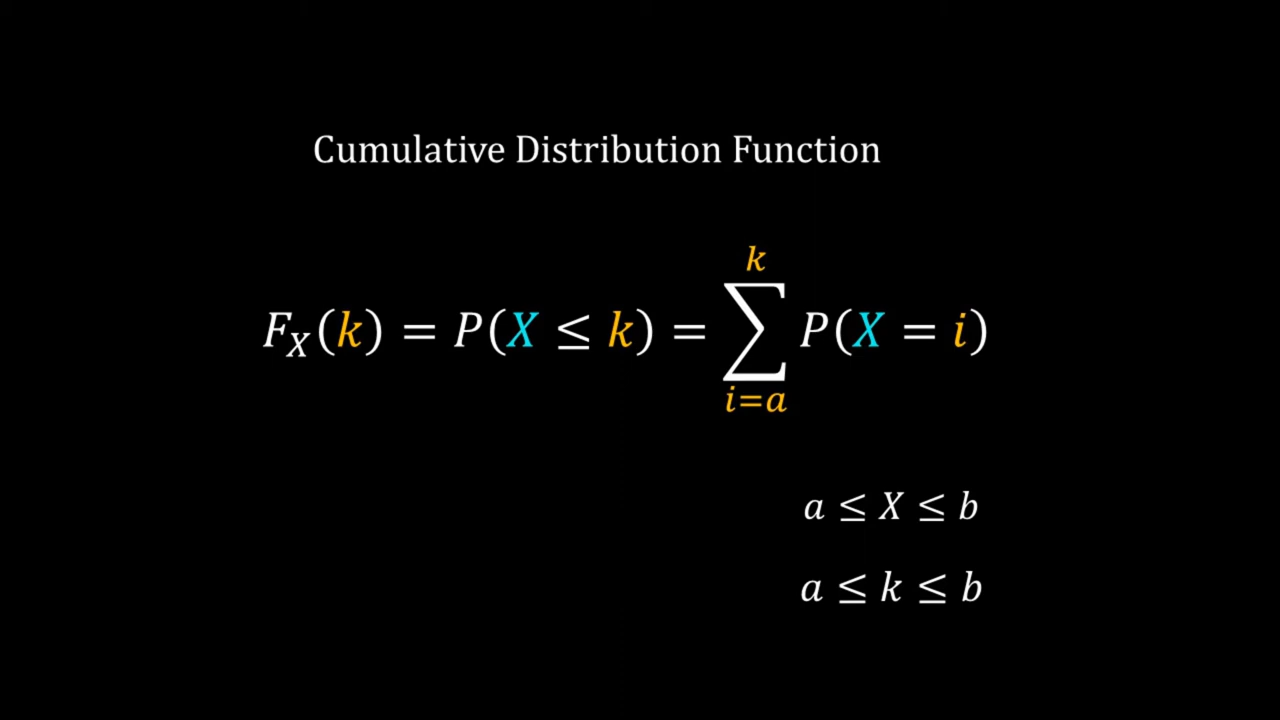 Cumulative Distribution Function
F_X(k) = P(X ≤ k) = ∑_{i=a}^{k} P(X = i)
a ≤ X ≤ b
a ≤ k ≤ b